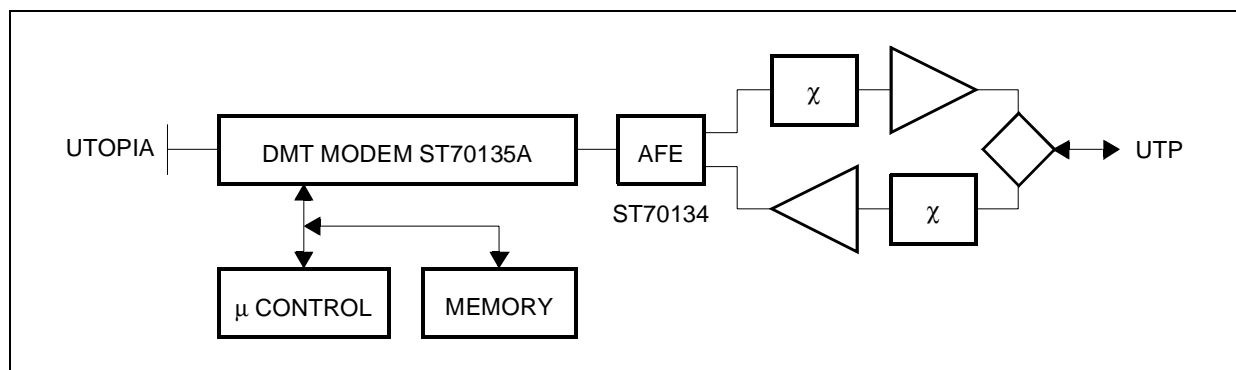 χ
UTOPIA
DMT MODEM ST70135A
AFE
UTP
ST70134
χ
μ CONTROL
MEMORY